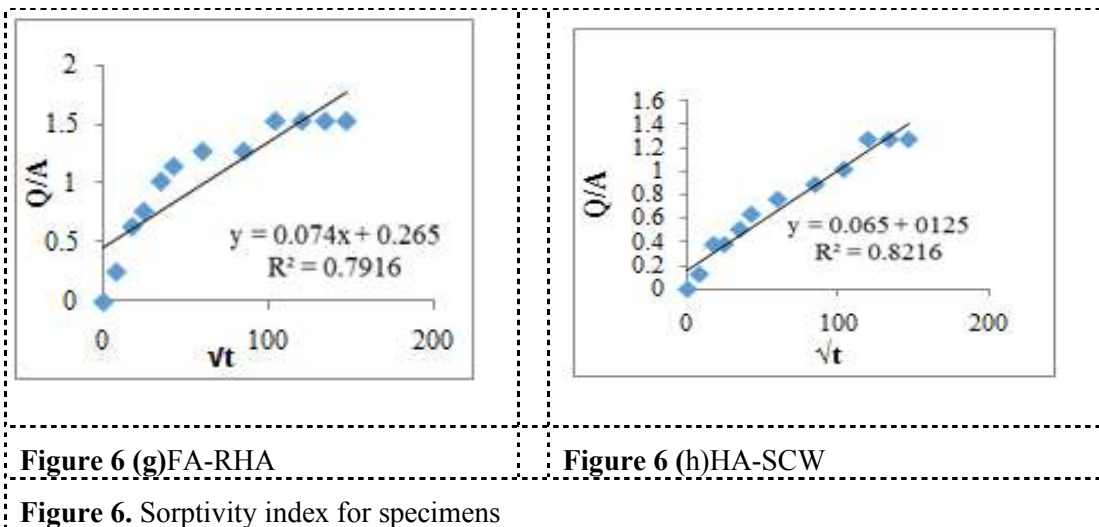 2
1.5
1
0.5
0
Q/A
y = 0.074x + 0.265
R² = 0.7916
0 100 200
√t
1.6
1.4
1.2
1
0.8
0.6
0.4
0.2
0
Q/A
y = 0.065 + 0125
R² = 0.8216
0 100 200
√t
Figure 6 (g)FA-RHA
Figure 6 (h)HA-SCW
Figure 6. Sorptivity index for specimens